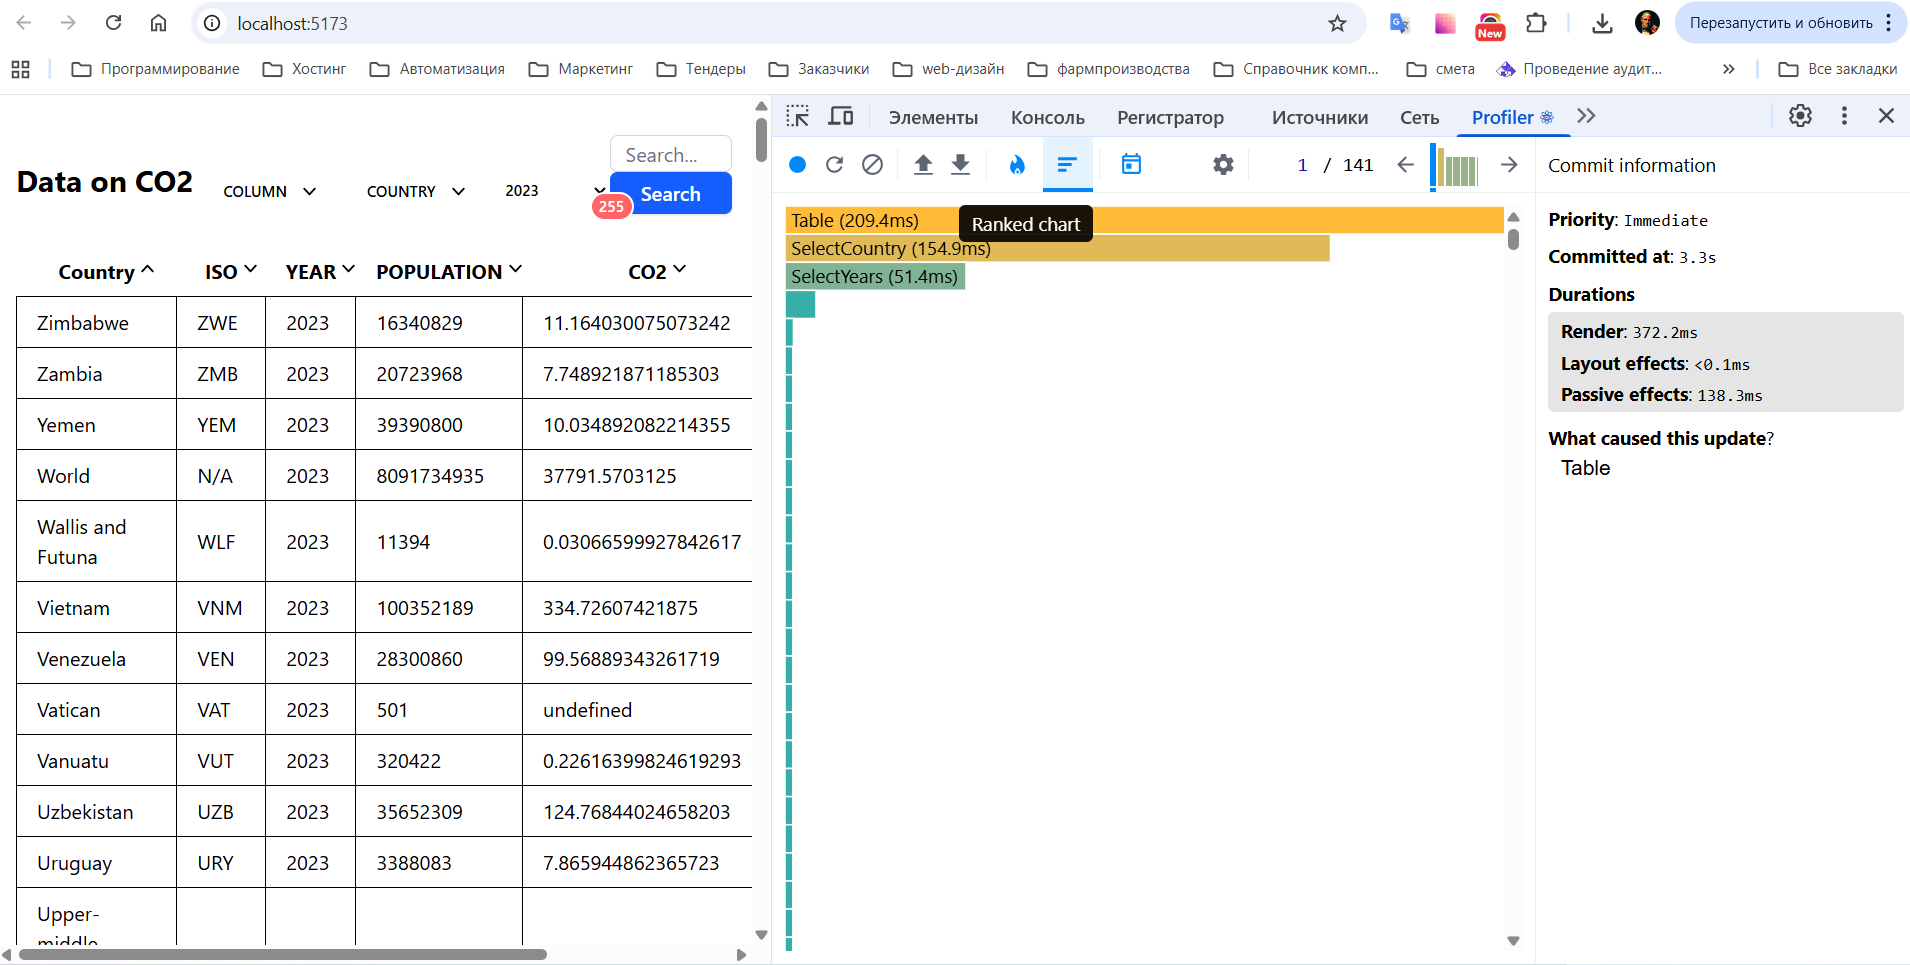 localhost:5173
New
Перезапустить и обновить
Программирование Хостинг Автоматизация Маркетинг Тендеры Заказчики web-дизайн фармпроизводства Справочник комп... смета Проведение аудит... » Все закладки
Элементы Консоль Регистратор Источники Сеть Profiler
1 / 141
Commit information
Data on CO2
COLUMN
COUNTRY
2023
Search...
Search
255
Country ISO YEAR POPULATION CO2
Zimbabwe ZWE 2023 16340829 11.164030075073242
Zambia ZMB 2023 20723968 7.748921871185303
Yemen YEM 2023 39390800 10.034892082214355
World N/A 2023 8091734935 37791.5703125
Wallis and
Futuna WLF 2023 11394 0.03066599927842617
Vietnam VNM 2023 100352189 334.72607421875
Venezuela VEN 2023 28300860 99.56889343261719
Vatican VAT 2023 501 undefined
Vanuatu VUT 2023 320422 0.22616399824619293
Uzbekistan UZB 2023 35652309 124.76844024658203
Uruguay URY 2023 3388083 7.865944862365723
Upper-
middle
Table (209.4ms)
Ranked chart
SelectCountry (154.9ms)
SelectYears (51.4ms)
Priority: Immediate
Committed at: 3.3s
Durations
Render: 372.2ms
Layout effects: <0.1ms
Passive effects: 138.3ms
What caused this update?
Table